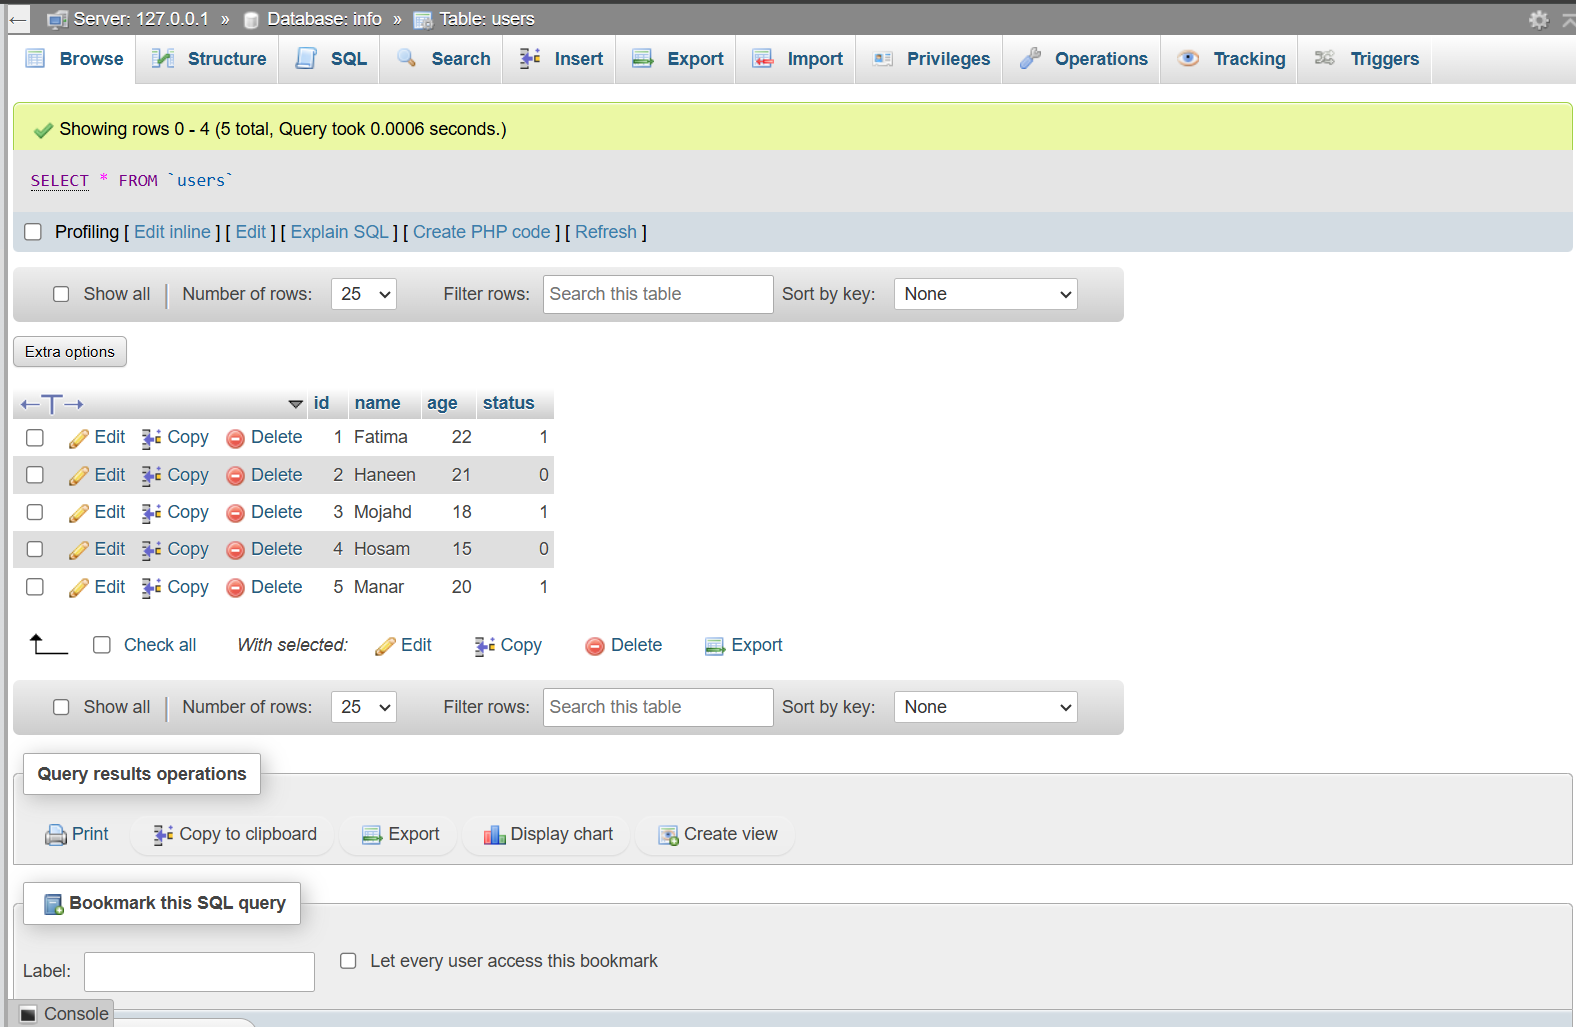 ← Server: 127.0.0.1 » Database: info » Table: users
Browse Structure SQL Search Insert Export Import Privileges Operations Tracking Triggers
Showing rows 0 - 4 (5 total, Query took 0.0006 seconds.)
SELECT * FROM `users`
Profiling [ Edit inline ] [ Edit ] [ Explain SQL ] [ Create PHP code ] [ Refresh ]
Show all | Number of rows: 25 Filter rows: Search this table Sort by key: None
Extra options
←T→ id name age status
Edit Copy Delete 1 Fatima 22 1
Edit Copy Delete 2 Haneen 21 0
Edit Copy Delete 3 Mojahd 18 1
Edit Copy Delete 4 Hosam 15 0
Edit Copy Delete 5 Manar 20 1
Check all With selected: Edit Copy Delete Export
Show all | Number of rows: 25 Filter rows: Search this table Sort by key: None
Query results operations
Print Copy to clipboard Export Display chart Create view
Bookmark this SQL query
Label: Let every user access this bookmark
Console